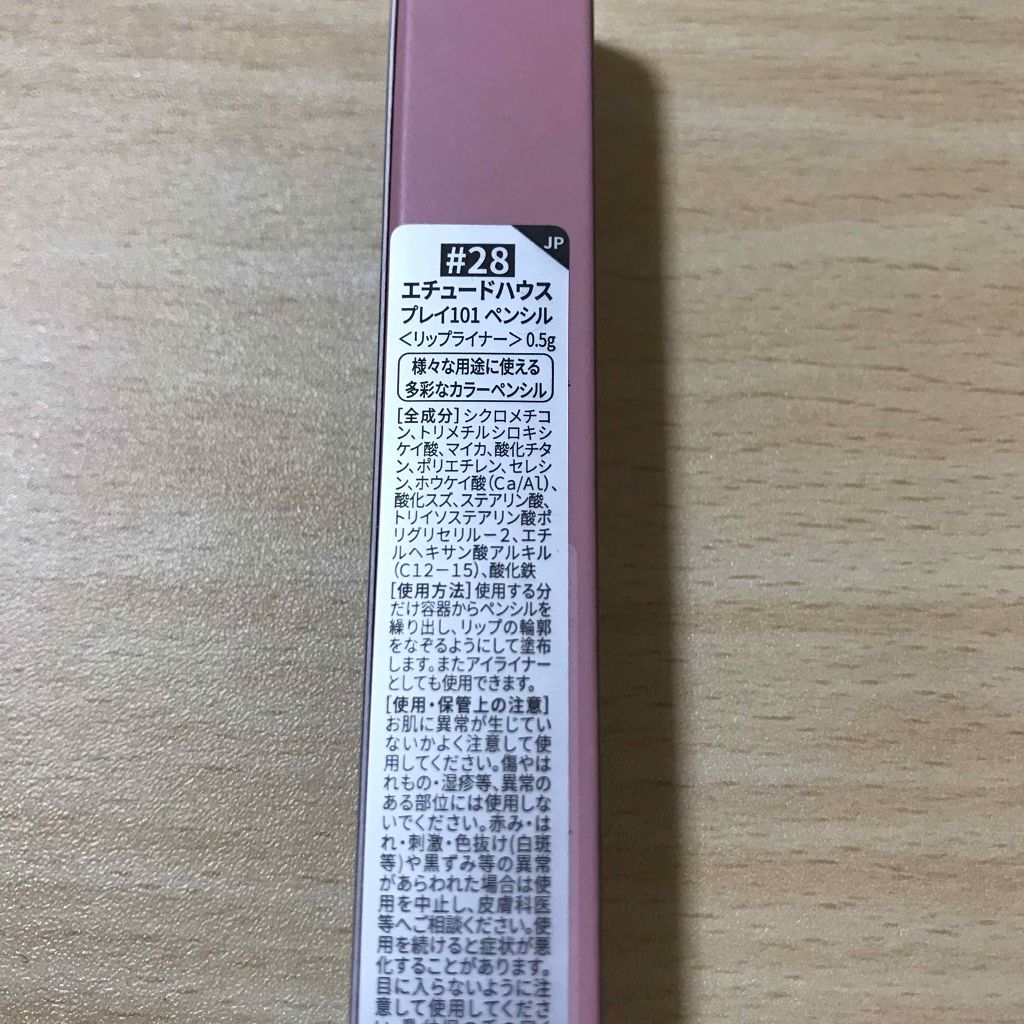 JP
#28
エチュードハウス
プレイ101 ペンシル
＜リップライナー＞0.5g
様々な用途に使える
多彩なカラーペンシル
[全成分]シクロメチコ
ン、トリメチルシロキシ
ケイ酸、マイカ、酸化チタ
ン、ポリエチレン、セレシ
ン、ホウケイ酸(Ca/Al)、
酸化スズ、ステアリン酸、
トリイソステアリン酸ポ
リグリセリルー2、エチ
ルヘキサン酸アルキル
(C12－15)、酸化鉄
[使用方法]使用する分
だけ容器からペンシルを
繰り出し、リップの輪郭
をなぞるようにして塗布
します。またアイライナー
としても使用できます。
[使用・保管上の注意]
お肌に異常が生じてい
ないかよく注意して使
用してください。傷やは
れもの・湿疹等、異常の
ある部位には使用しな
いでください。赤み・は
れ・刺激・色抜け(白斑
等)や黒ずみ等の異常
があらわれた場合は使
用を中止し、皮膚科医
等へご相談ください。使
用を続けると症状が悪
化することがあります。
目に入らないように注
意して使用してくださ